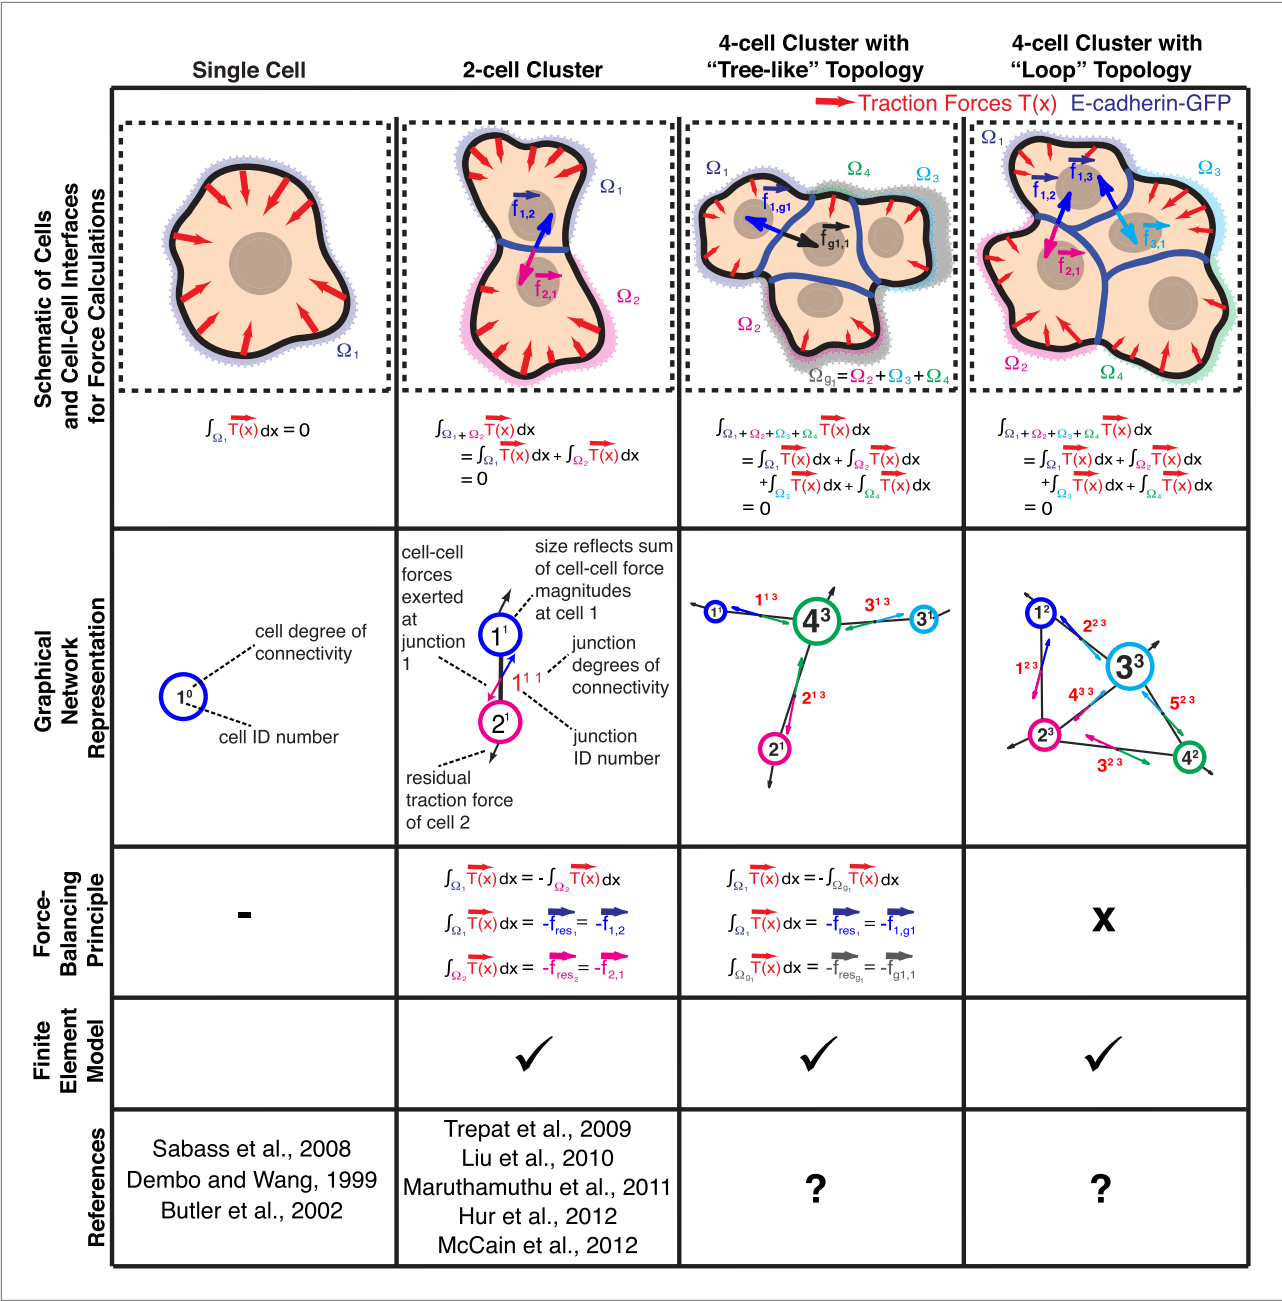 Single Cell
2-cell Cluster
4-cell Cluster with
“Tree-like” Topology
4-cell Cluster with
“Loop” Topology
Traction Forces T(x) E-cadherin-GFP
Schematic of Cells
and Cell-Cell Interfaces
for Force Calculations
Ω1
Ω1
f1,2
f2,1
Ω2
Ω1
Ω4
Ω3
f1,g1
fg1,1
Ω2
Ωg1=Ω2+Ω3+Ω4
Ω1
f1,3
f1,2
Ω3
f3,1
f2,1
Ω2
Ω4
∫Ω1 T(x) dx = 0
∫Ω1+Ω2 T(x) dx
= ∫Ω1 T(x) dx + ∫Ω2 T(x) dx
= 0
∫Ω1+Ω2+Ω3+Ω4 T(x) dx
= ∫Ω1 T(x) dx + ∫Ω2 T(x) dx
+∫Ω3 T(x) dx + ∫Ω4 T(x) dx
= 0
∫Ω1+Ω2+Ω3+Ω4 T(x) dx
= ∫Ω1 T(x) dx + ∫Ω2 T(x) dx
+∫Ω3 T(x) dx + ∫Ω4 T(x) dx
= 0
Graphical
Network
Representation
cell degree of
connectivity
1⁰
cell ID number
cell-cell
forces
exerted
at
junction
1
size reflects sum
of cell-cell force
magnitudes
at cell 1
1¹
junction
degrees of
connectivity
1¹ ¹
2¹
junction
ID number
residual
traction force
of cell 2
1¹
1¹ ³
4³
3¹ ³
3¹
2¹ ³
2¹
1²
2² ³
3³
1² ³
4³ ³
5² ³
2³
3² ³
4²
Force-
Balancing
Principle
-
∫Ω1 T(x) dx = -∫Ω2 T(x) dx
∫Ω1 T(x) dx = -fres1 = -f1,2
∫Ω2 T(x) dx = -fres2 = -f2,1
∫Ω1 T(x) dx = -∫Ωg1 T(x) dx
∫Ω1 T(x) dx = -fres1 = -f1,g1
∫Ωg1 T(x) dx = -fresg1 = -fg1,1
x
Finite
Element
Model
✓
✓
✓
References
Sabass et al., 2008
Dembo and Wang, 1999
Butler et al., 2002
Trepat et al., 2009
Liu et al., 2010
Maruthamuthu et al., 2011
Hur et al., 2012
McCain et al., 2012
?
?